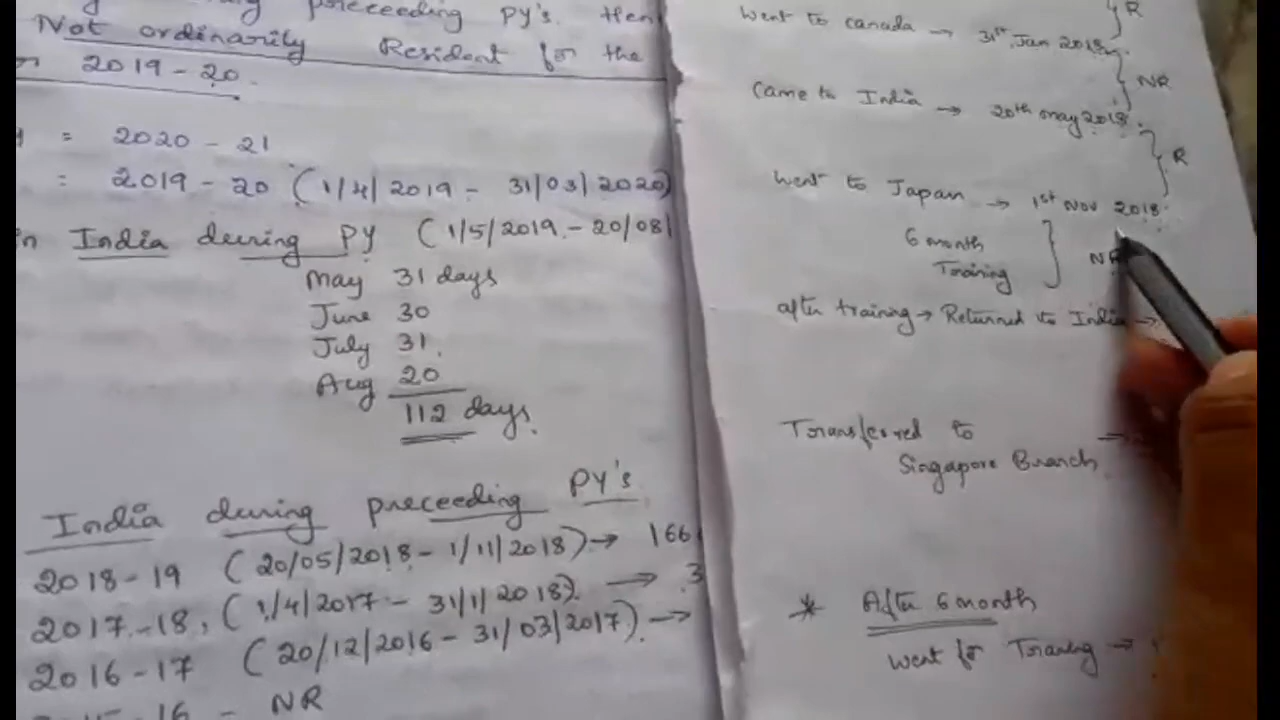 preceeding PY's. then
Not ordinarity Resident for the
2019-20.
= 2020-21
= 2019-20 (1/4/2019 - 31/03/2020)
India during PY (1/5/2019 - 20/08/
May 31 days
June 30
July 31.
Aug 20
112 days.
India during preceeding PY's
2018-19 (20/05/2018 - 1/11/2018) → 166
2017-18, (1/4/2017 - 31/1/2018) → 3
2016-17 (20/12/2016 - 31/03/2017) →
- NR
R
Went to canada → 31st Jan 2018
NR
Came to India → 20th may 2018.
R
Went to Japan → 1st Nov 2018
6 month
Training
NR
after training → Returned to India →
Transferred to →
Singapore Branch
* After 6 month
went for Traning →